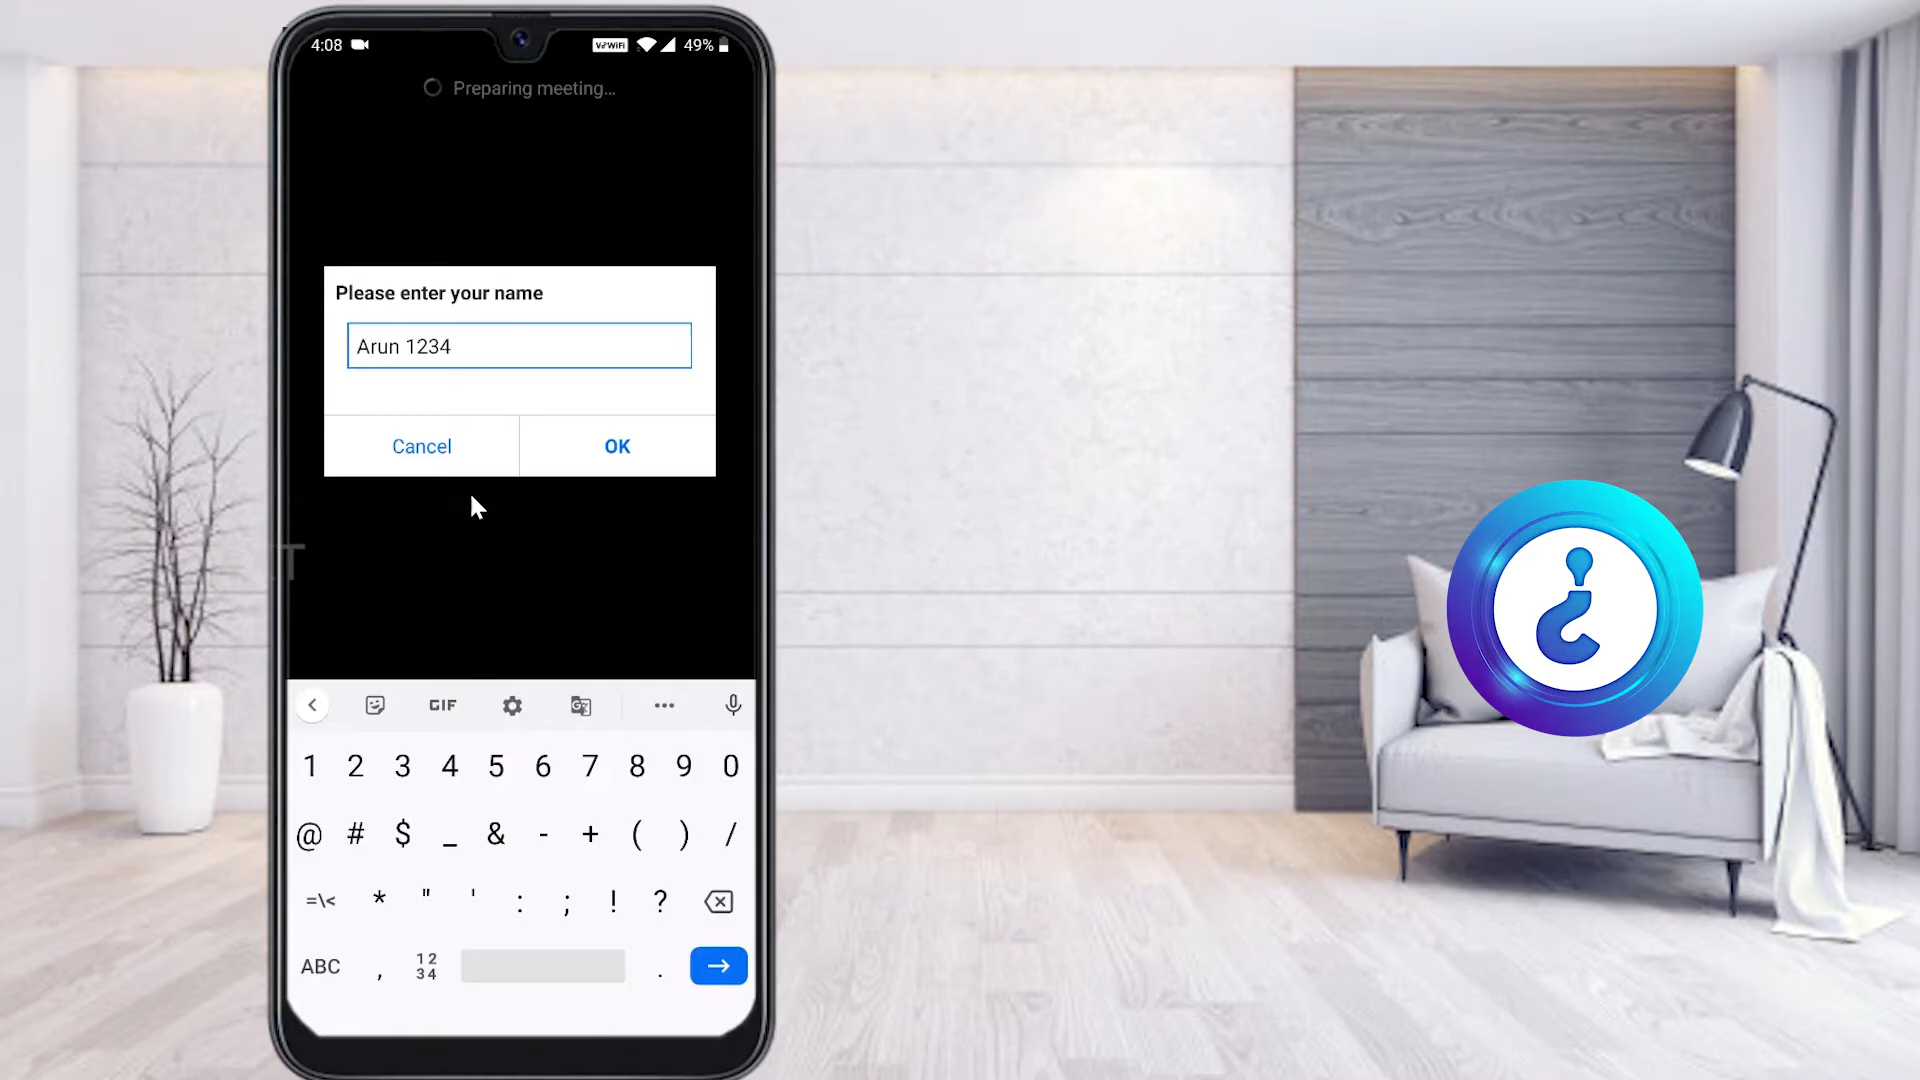 4:08 VoWiFi 49%
Preparing meeting...
Please enter your name
Arun 1234
Cancel OK
T
GIF G
1 2 3 4 5 6 7 8 9 0
@ # $ _ & - + ( ) /
=\< * " ' : ; ! ?
ABC , 12 34 .
¿